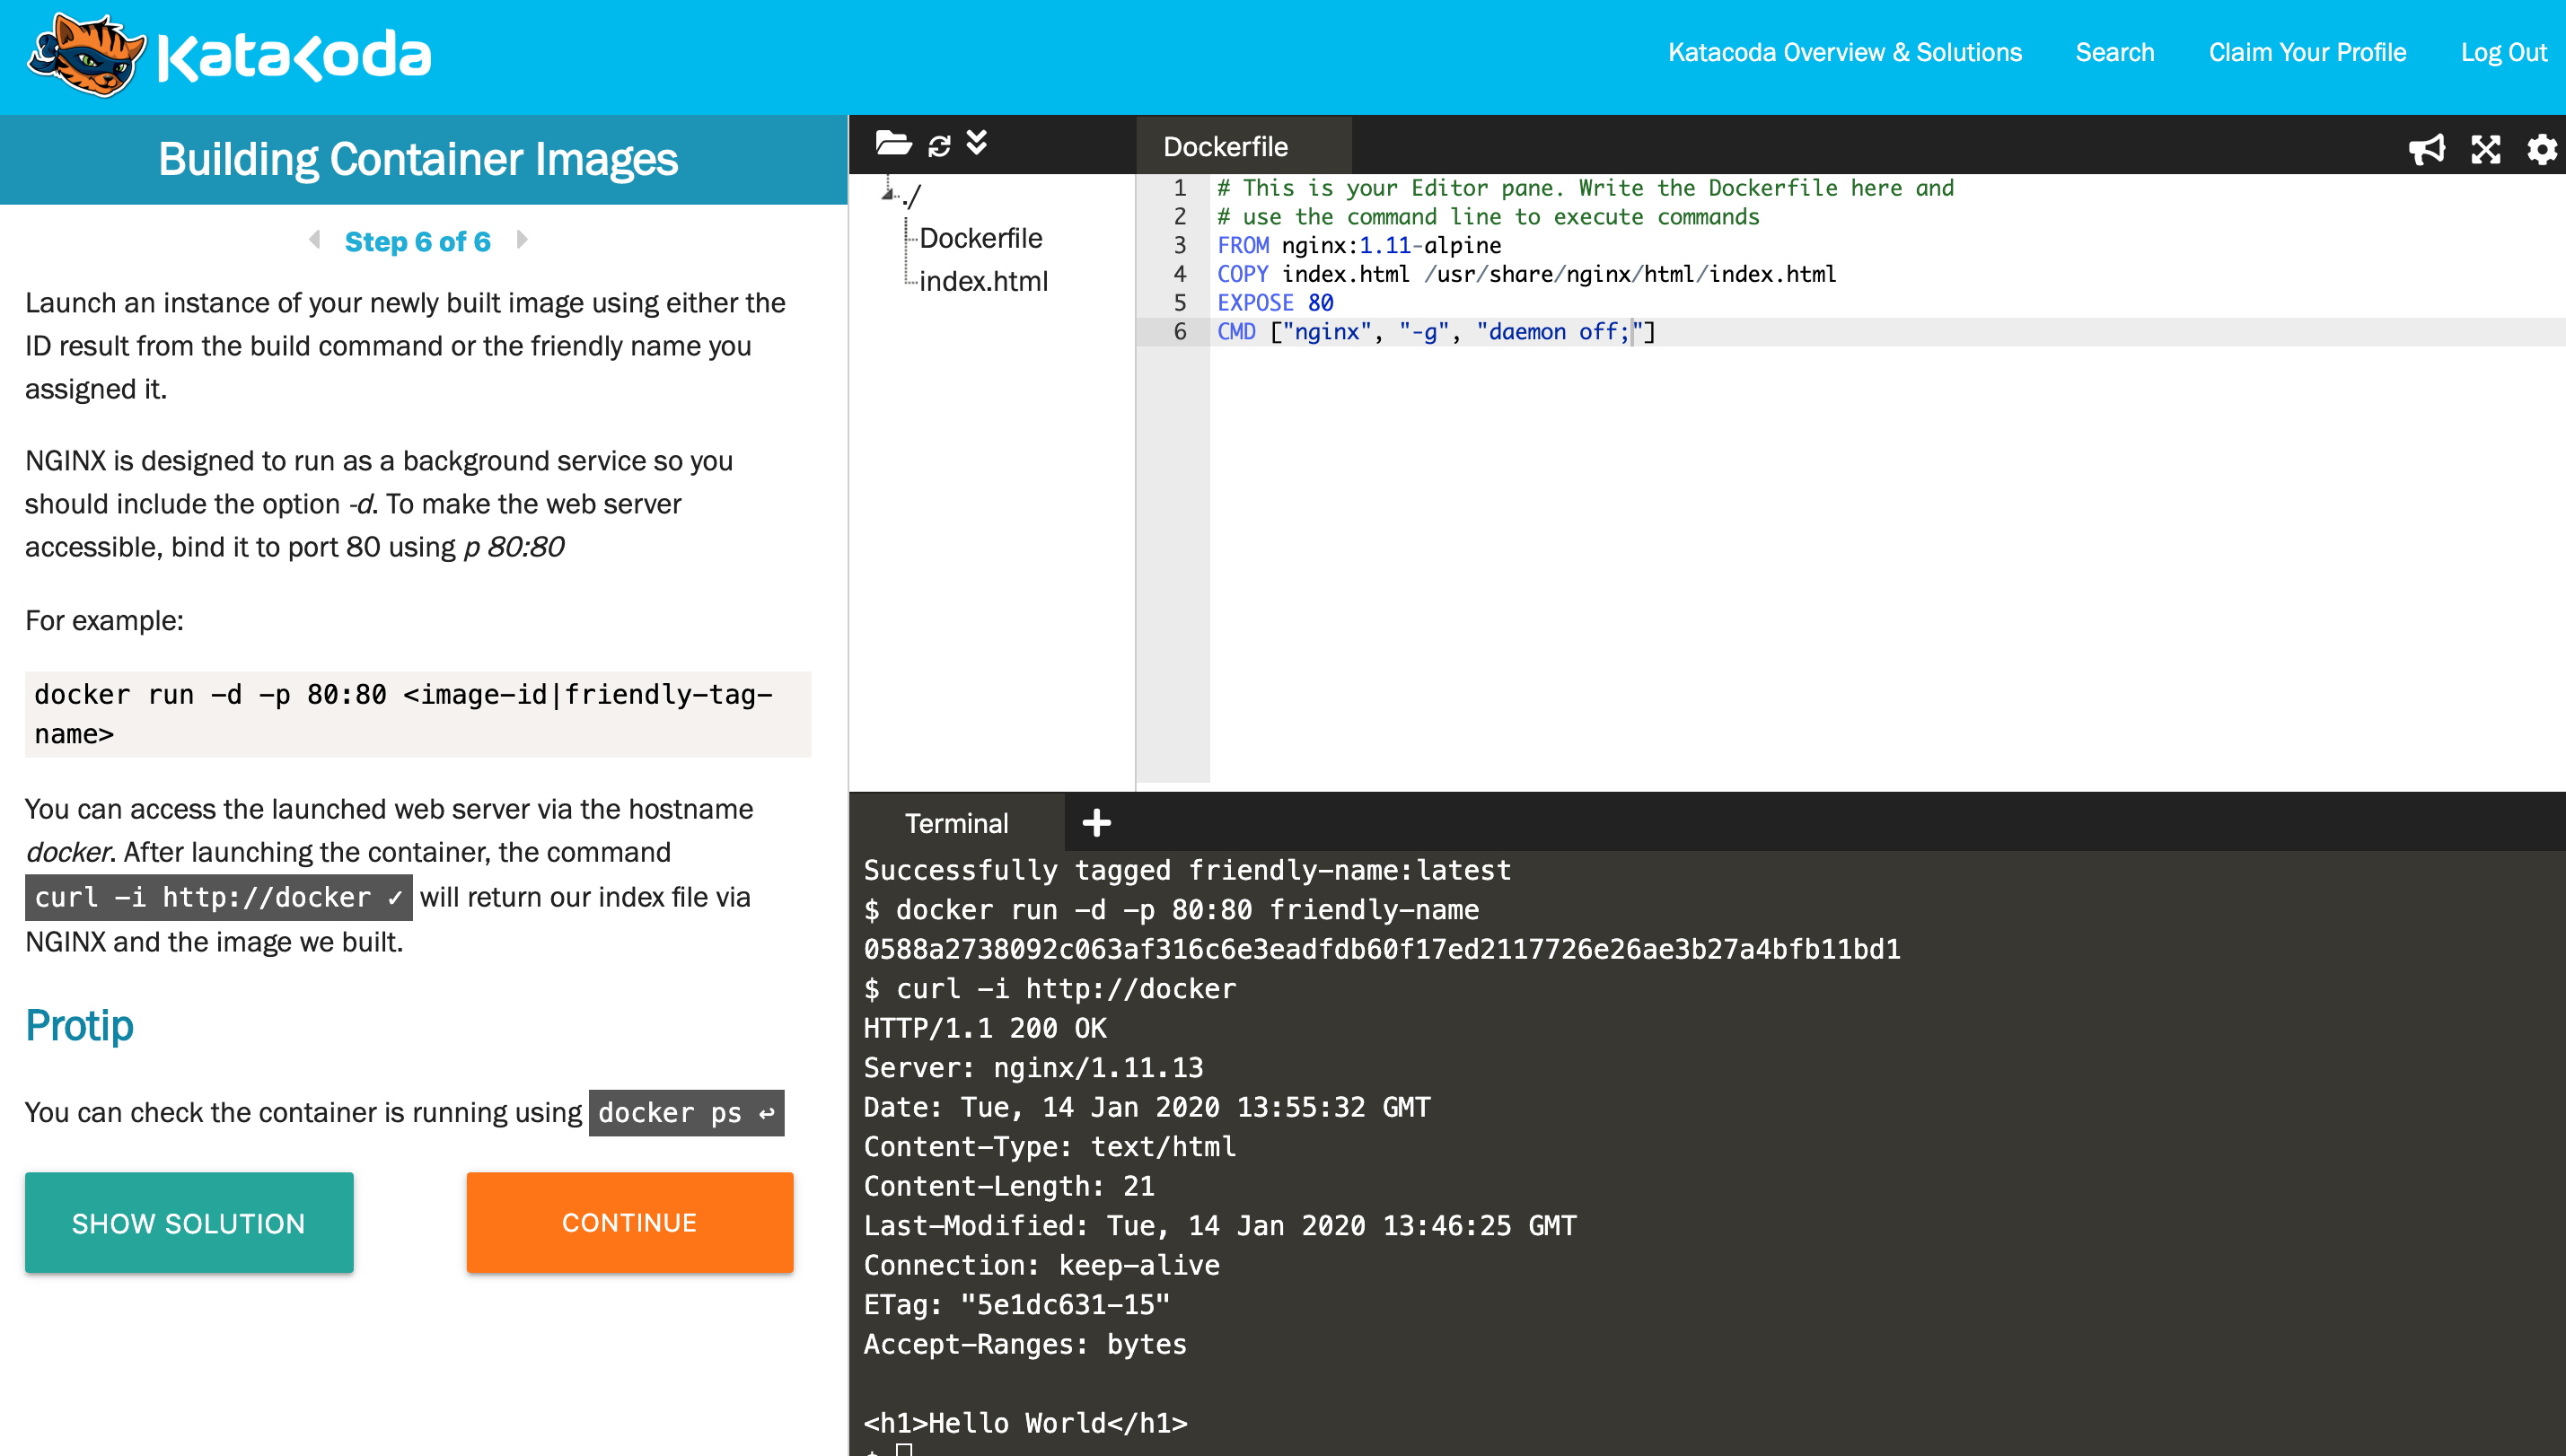 Katacoda
Katacoda Overview & Solutions
Search
Claim Your Profile
Log Out
Building Container Images
Step 6 of 6
Launch an instance of your newly built image using either the
ID result from the build command or the friendly name you
assigned it.
NGINX is designed to run as a background service so you
should include the option -d. To make the web server
accessible, bind it to port 80 using p 80:80
For example:
docker run -d -p 80:80 <image-id|friendly-tag-
name>
You can access the launched web server via the hostname
docker. After launching the container, the command
curl -i http://docker ✓ will return our index file via
NGINX and the image we built.
Protip
You can check the container is running using docker ps ↩
SHOW SOLUTION
CONTINUE
./
Dockerfile
index.html
Dockerfile
1 # This is your Editor pane. Write the Dockerfile here and
2 # use the command line to execute commands
3 FROM nginx:1.11-alpine
4 COPY index.html /usr/share/nginx/html/index.html
5 EXPOSE 80
6 CMD ["nginx", "-g", "daemon off;"]
Terminal
Successfully tagged friendly-name:latest
$ docker run -d -p 80:80 friendly-name
0588a2738092c063af316c6e3eadfdb60f17ed2117726e26ae3b27a4bfb11bd1
$ curl -i http://docker
HTTP/1.1 200 OK
Server: nginx/1.11.13
Date: Tue, 14 Jan 2020 13:55:32 GMT
Content-Type: text/html
Content-Length: 21
Last-Modified: Tue, 14 Jan 2020 13:46:25 GMT
Connection: keep-alive
ETag: "5e1dc631-15"
Accept-Ranges: bytes
<h1>Hello World</h1>